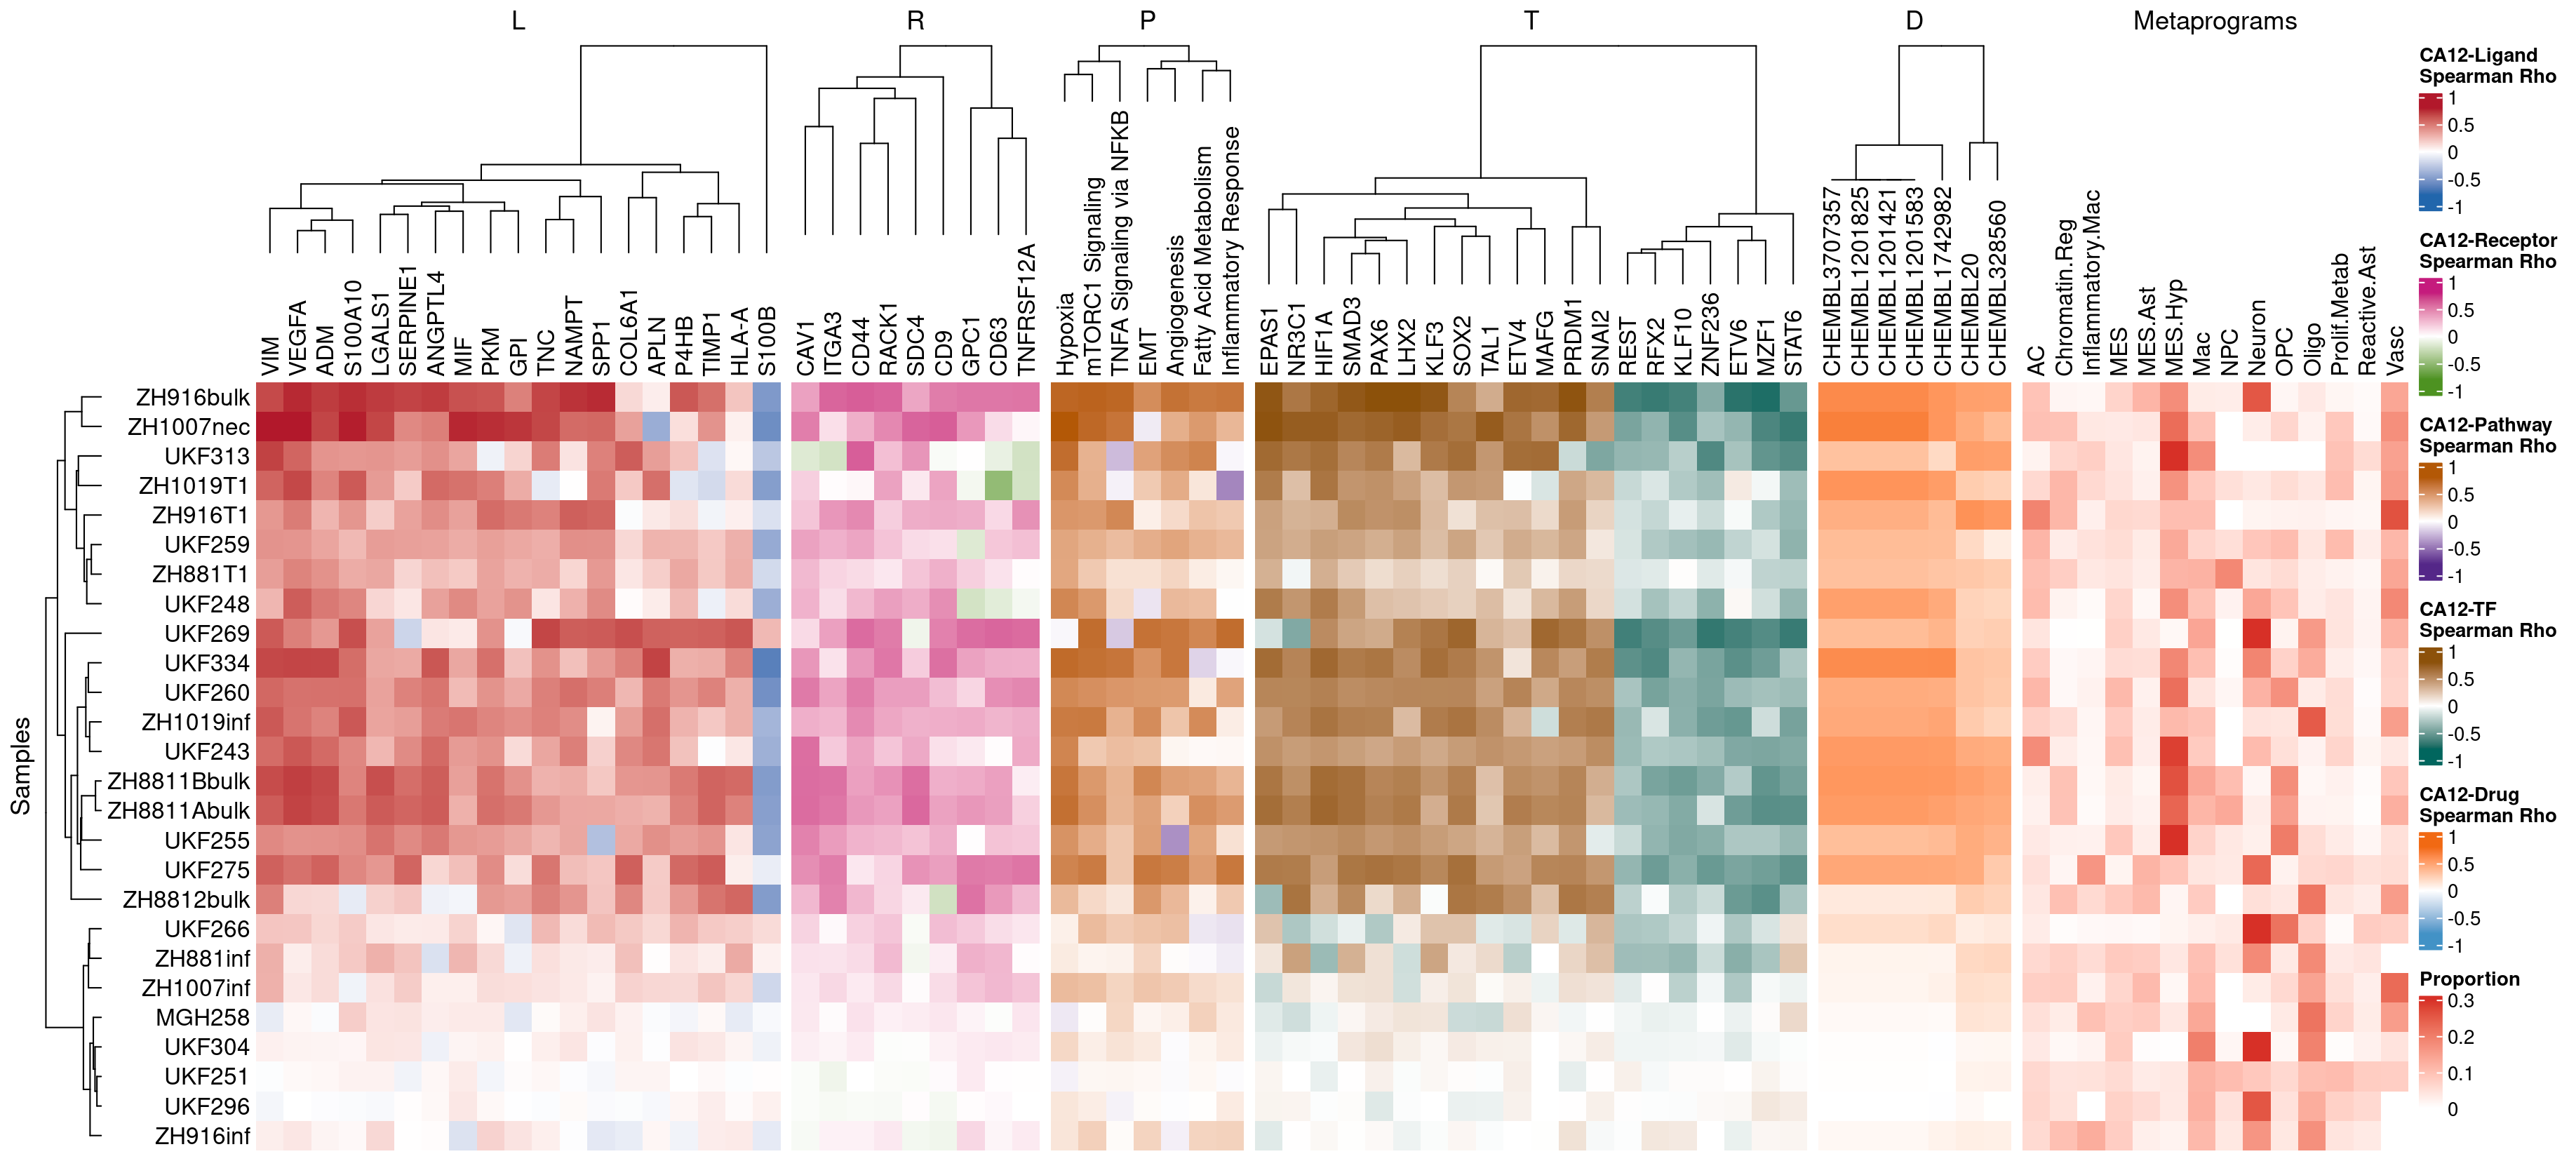 L
R
P
T
D
Metaprograms
VIM
VEGFA
ADM
S100A10
LGALS1
SERPINE1
ANGPTL4
MIF
PKM
GPI
TNC
NAMPT
SPP1
COL6A1
APLN
P4HB
TIMP1
HLA-A
S100B
CAV1
ITGA3
CD44
RACK1
SDC4
CD9
GPC1
CD63
TNFRSF12A
Hypoxia
mTORC1 Signaling
TNFA Signaling via NFKB
EMT
Angiogenesis
Fatty Acid Metabolism
Inflammatory Response
EPAS1
NR3C1
HIF1A
SMAD3
PAX6
LHX2
KLF3
SOX2
TAL1
ETV4
MAFG
PRDM1
SNAI2
REST
RFX2
KLF10
ZNF236
ETV6
MZF1
STAT6
CHEMBL3707357
CHEMBL1201825
CHEMBL1201421
CHEMBL1201583
CHEMBL1742982
CHEMBL20
CHEMBL328560
AC
Chromatin.Reg
Inflammatory.Mac
MES
MES.Ast
MES.Hyp
Mac
NPC
Neuron
OPC
Oligo
Prolif.Metab
Reactive.Ast
Vasc
Samples
ZH916bulk
ZH1007nec
UKF313
ZH1019T1
ZH916T1
UKF259
ZH881T1
UKF248
UKF269
UKF334
UKF260
ZH1019inf
UKF243
ZH8811Bbulk
ZH8811Abulk
UKF255
UKF275
ZH8812bulk
UKF266
ZH881inf
ZH1007inf
MGH258
UKF304
UKF251
UKF296
ZH916inf
CA12-Ligand
Spearman Rho
1
0.5
0
-0.5
-1
CA12-Receptor
Spearman Rho
1
0.5
0
-0.5
-1
CA12-Pathway
Spearman Rho
1
0.5
0
-0.5
-1
CA12-TF
Spearman Rho
1
0.5
0
-0.5
-1
CA12-Drug
Spearman Rho
1
0.5
0
-0.5
-1
Proportion
0.3
0.2
0.1
0